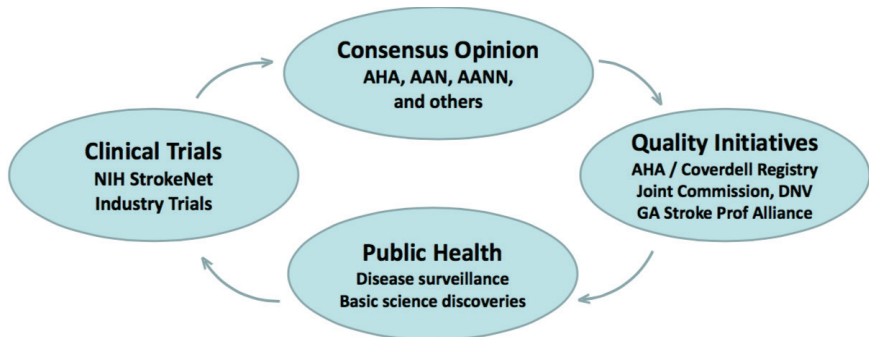 Consensus Opinion
AHA, AAN, AANN,
and others
Clinical Trials
NIH StrokeNet
Industry Trials
Quality Initiatives
AHA / Coverdell Registry
Joint Commission, DNV
GA Stroke Prof Alliance
Public Health
Disease surveillance
Basic science discoveries